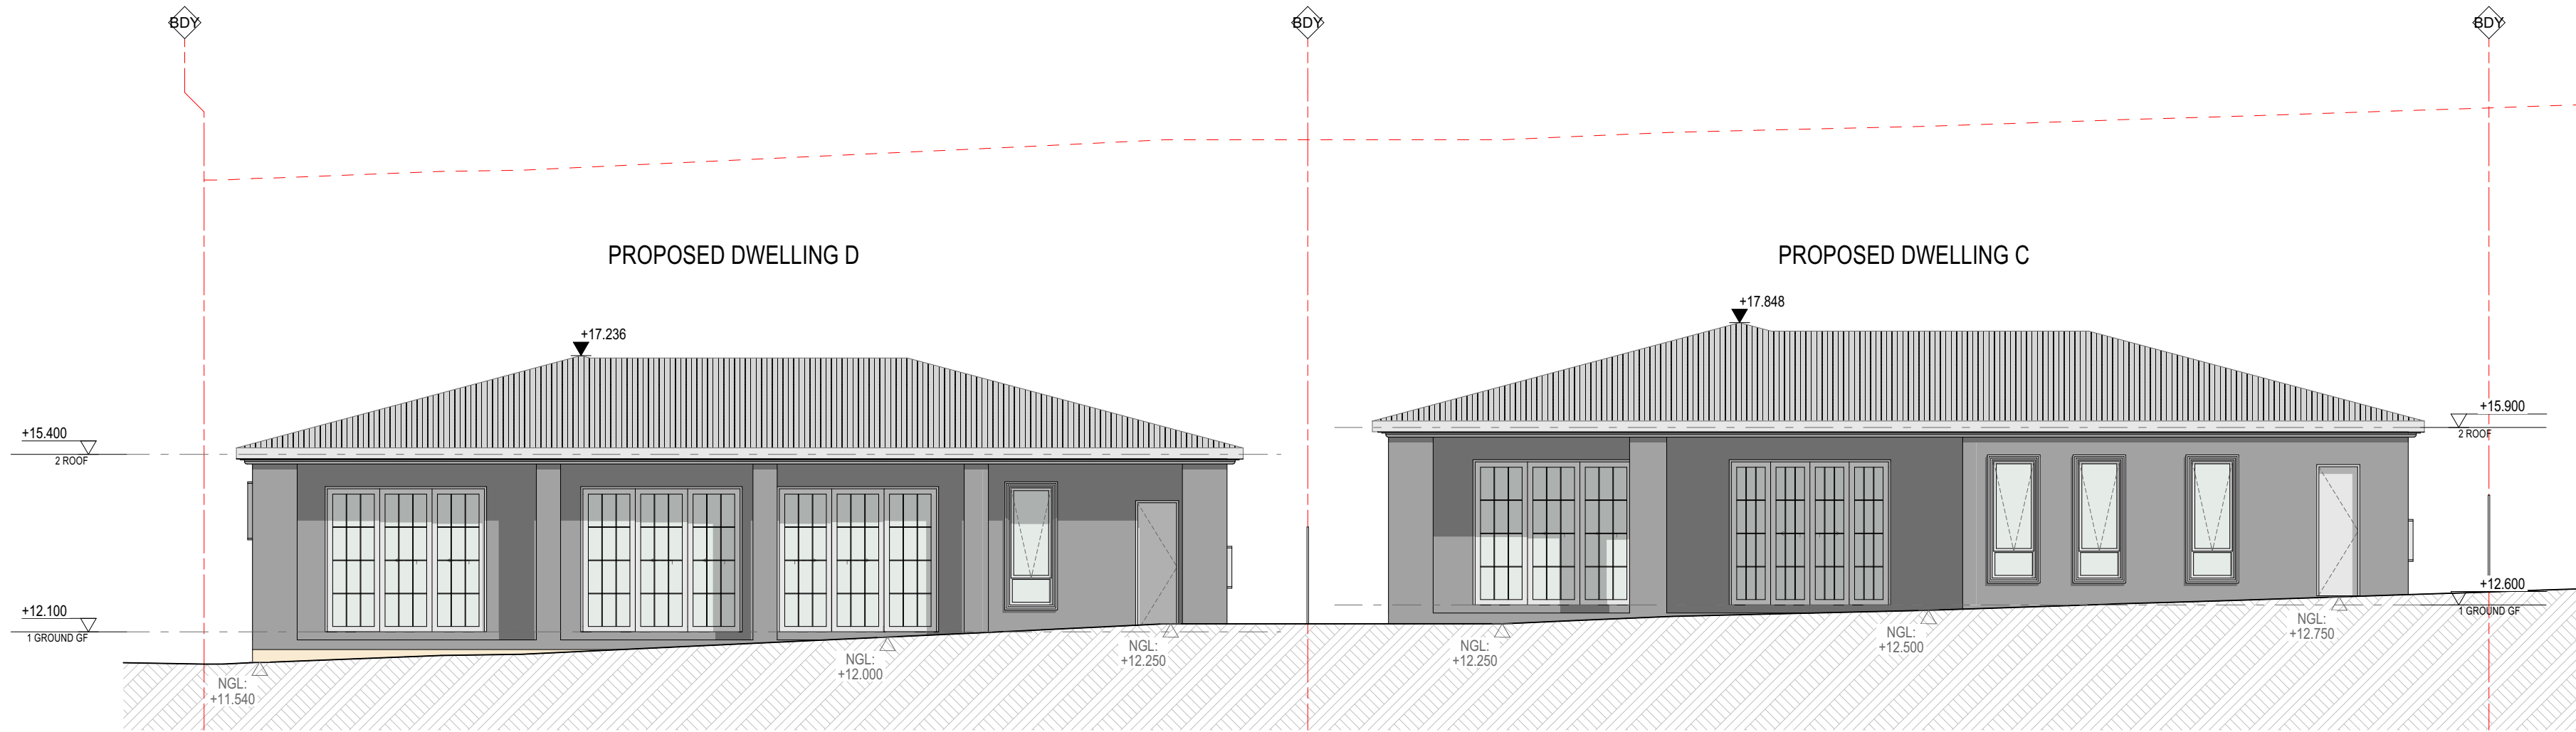 BDY
BDY
BDY
PROPOSED DWELLING D
PROPOSED DWELLING C
+17.848
+17.236
+15.900
2 ROOF
+15.400
2 ROOF
+12.600
1 GROUND GF
+12.100
1 GROUND GF
NGL:
+12.750
NGL:
+12.500
NGL:
+12.250
NGL:
+12.250
NGL:
+12.000
NGL:
+11.540